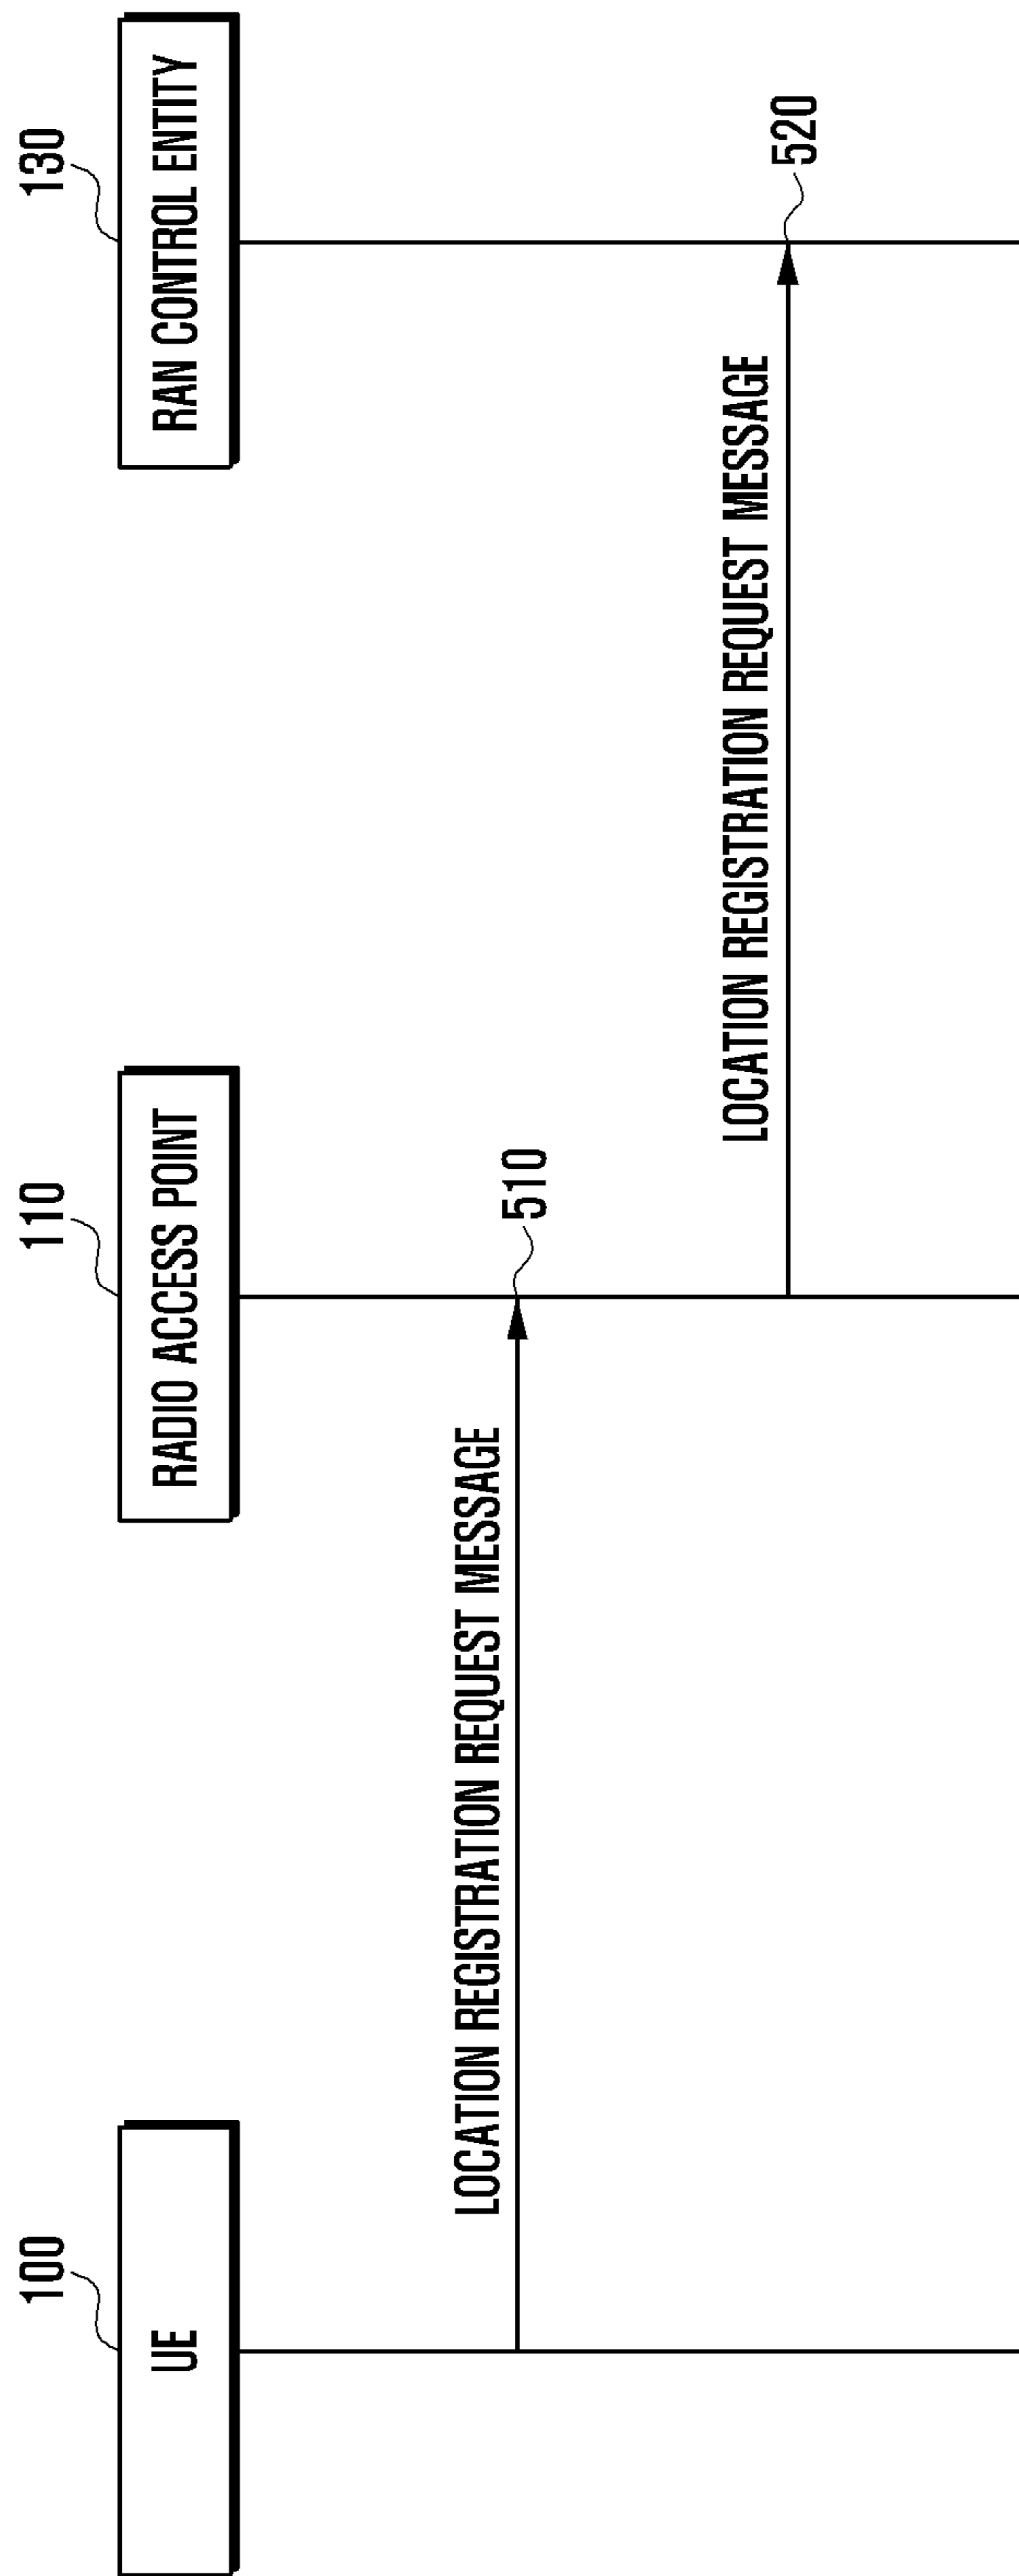 100
110
130
UE
RADIO ACCESS POINT
RAN CONTROL ENTITY
LOCATION REGISTRATION REQUEST MESSAGE
510
LOCATION REGISTRATION REQUEST MESSAGE
520